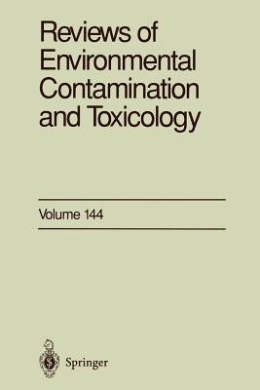 Reviews of
Environmental
Contamination
and Toxicology
Volume 144
Springer